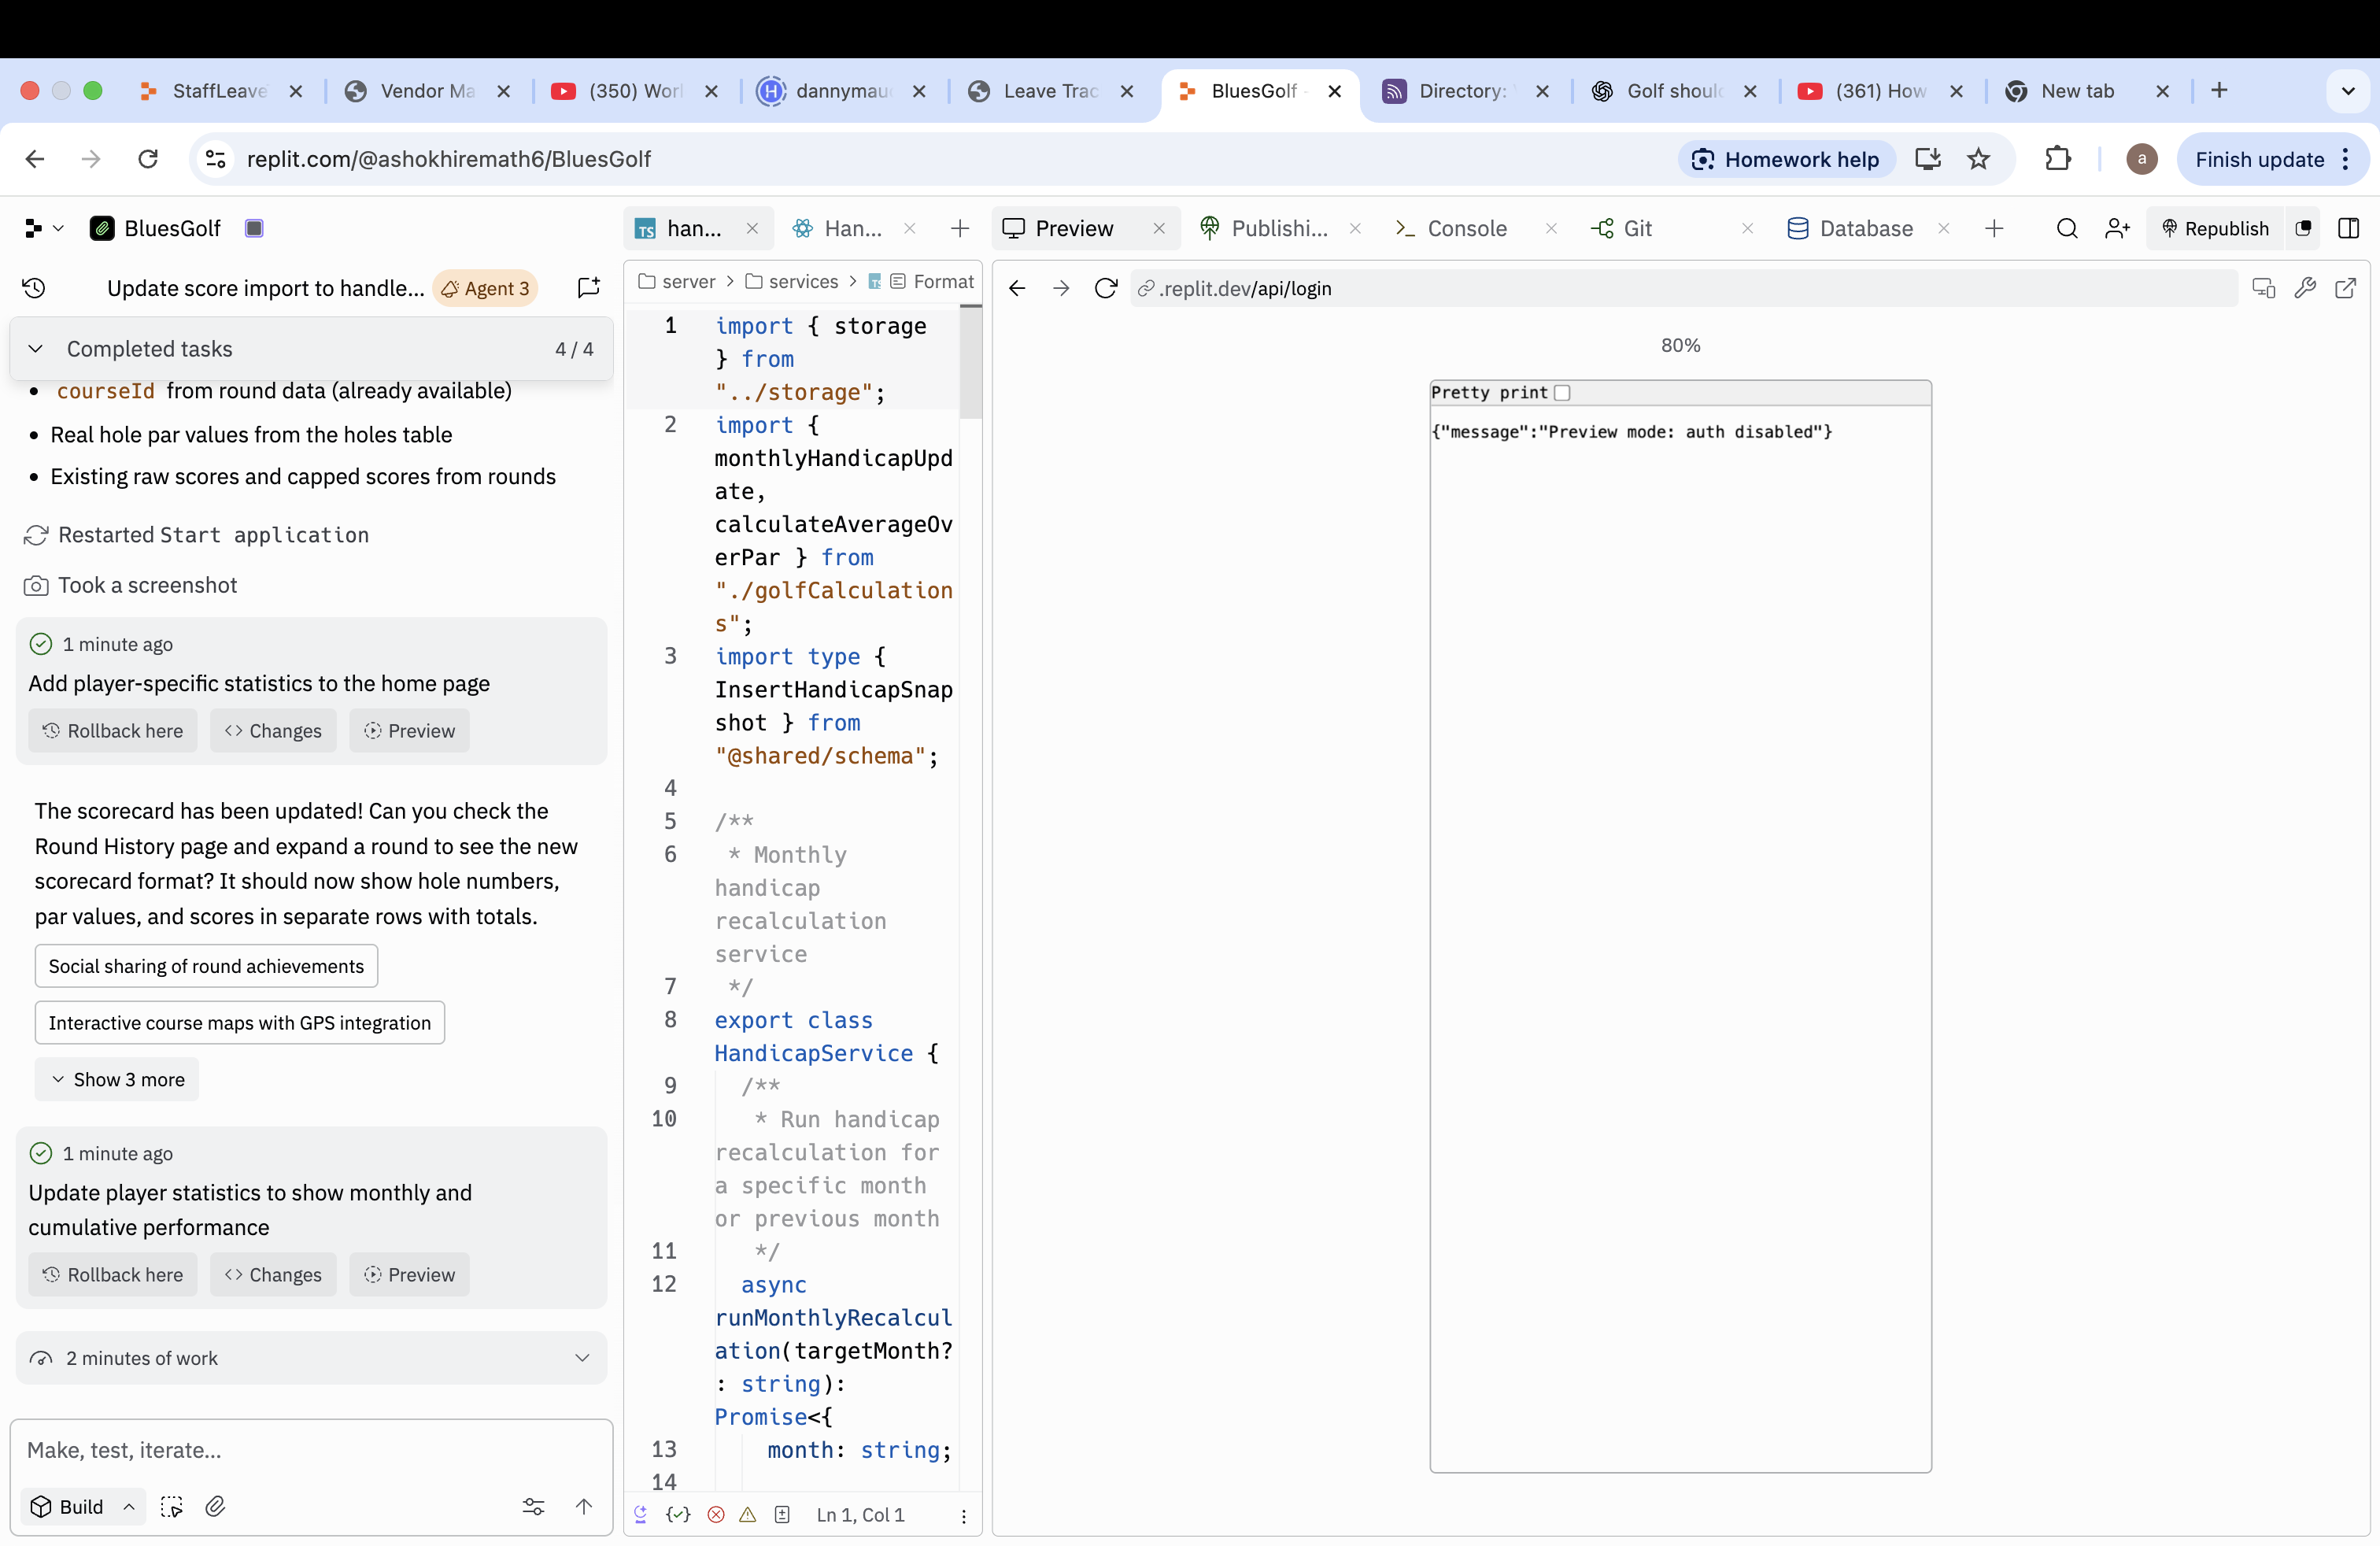 StaffLeave
Vendor Ma
(350) Worl
dannymau
Leave Trac
BluesGolf -
Directory:
Golf shoul
(361) How
New tab
replit.com/@ashokhiremath6/BluesGolf
Homework help
a
Finish update
BluesGolf
han...
Han...
Preview
Publishi...
Console
Git
Database
Republish
Update score import to handle...
Agent 3
server
services
Format
.replit.dev/api/login
Completed tasks
4 / 4
courseId from round data (already available)
Real hole par values from the holes table
Existing raw scores and capped scores from rounds
Restarted Start application
Took a screenshot
1 minute ago
Add player-specific statistics to the home page
Rollback here
Changes
Preview
The scorecard has been updated! Can you check the
Round History page and expand a round to see the new
scorecard format? It should now show hole numbers,
par values, and scores in separate rows with totals.
Social sharing of round achievements
Interactive course maps with GPS integration
Show 3 more
1 minute ago
Update player statistics to show monthly and
cumulative performance
Rollback here
Changes
Preview
2 minutes of work
Make, test, iterate...
Build
1 import { storage
} from
"../storage";
2 import {
monthlyHandicapUpd
ate,
calculateAverageOv
erPar } from
"./golfCalculation
s";
3 import type {
InsertHandicapSnap
shot } from
"@shared/schema";
4
5 /**
6 * Monthly
handicap
recalculation
service
7 */
8 export class
HandicapService {
9 /**
10 * Run handicap
recalculation for
a specific month
or previous month
11 */
12 async
runMonthlyRecalcul
ation(targetMonth?
: string):
Promise<{
13 month: string;
14
Ln 1, Col 1
80%
Pretty print
{"message":"Preview mode: auth disabled"}